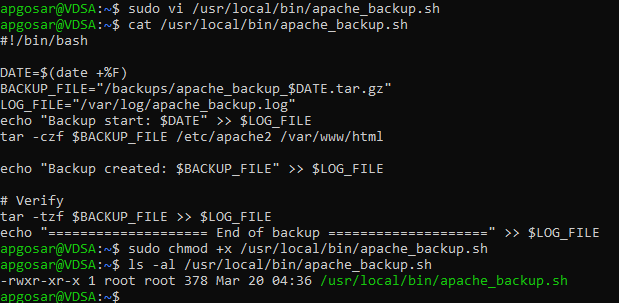 apgosar@VDSA:~$ sudo vi /usr/local/bin/apache_backup.sh
apgosar@VDSA:~$ cat /usr/local/bin/apache_backup.sh
#!/bin/bash

DATE=$(date +%F)
BACKUP_FILE="/backups/apache_backup_$DATE.tar.gz"
LOG_FILE="/var/log/apache_backup.log"
echo "Backup start: $DATE" >> $LOG_FILE
tar -czf $BACKUP_FILE /etc/apache2 /var/www/html

echo "Backup created: $BACKUP_FILE" >> $LOG_FILE

# Verify
tar -tzf $BACKUP_FILE >> $LOG_FILE
echo "==================== End of backup ====================" >> $LOG_FILE
apgosar@VDSA:~$ sudo chmod +x /usr/local/bin/apache_backup.sh
apgosar@VDSA:~$ ls -al /usr/local/bin/apache_backup.sh
-rwxr-xr-x 1 root root 378 Mar 20 04:36 /usr/local/bin/apache_backup.sh
apgosar@VDSA:~$